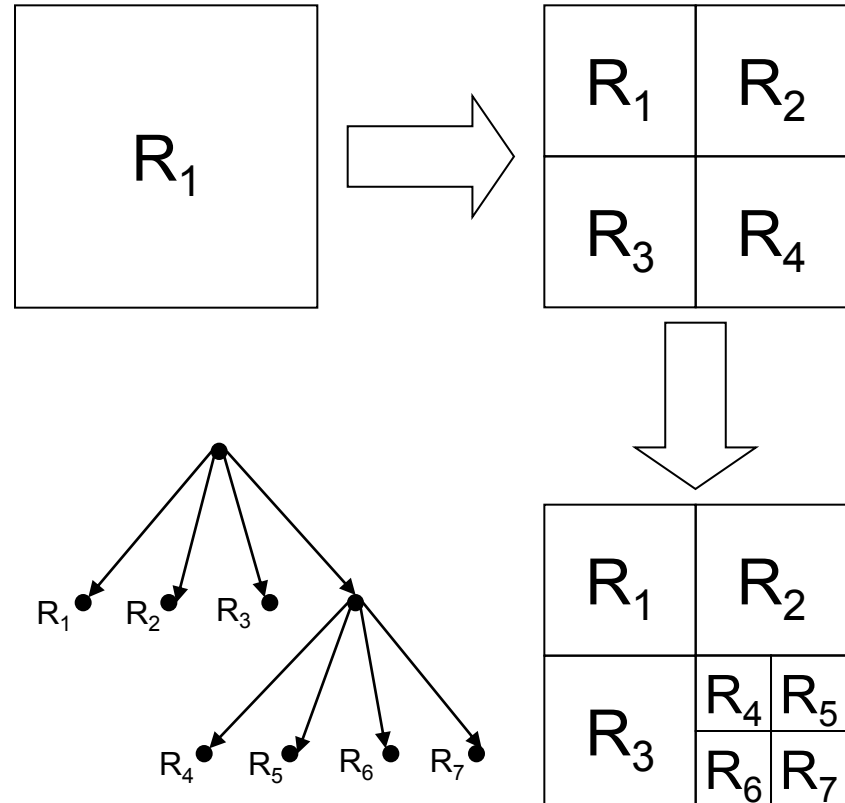 R₁
R₁ R₂
R₃ R₄
R₁ R₂
R₃
R₄ R₅
R₆ R₇
R₁ R₂ R₃
R₄ R₅ R₆ R₇